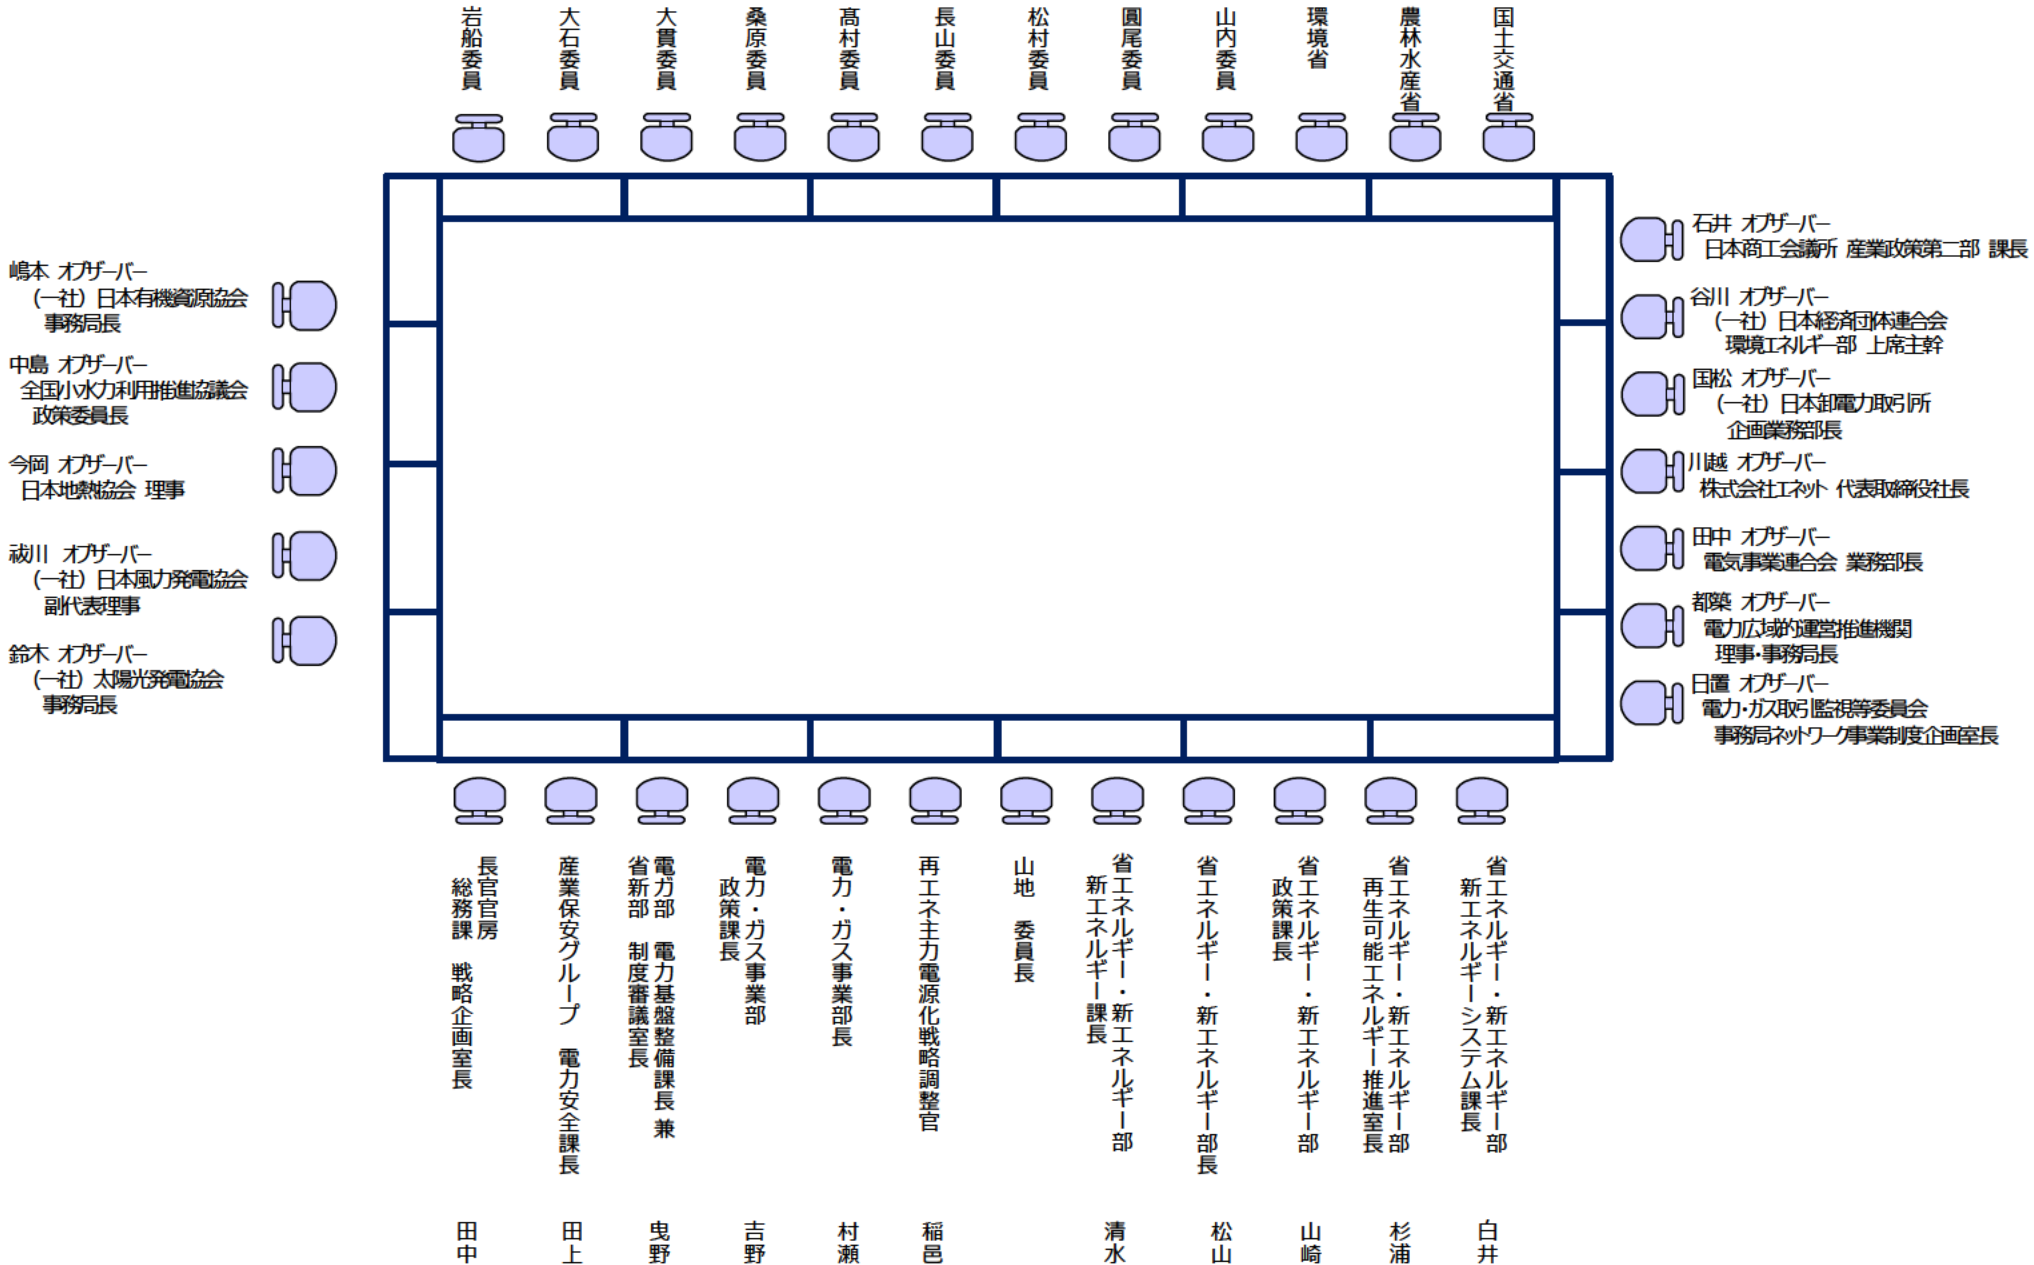 岩船委員
大石委員
大貫委員
桑原委員
髙村委員
長山委員
松村委員
圓尾委員
山内委員
環境省
農林水産省
国土交通省
嶋本 オブザーバー
(一社)日本有機資源協会
事務局長
中島 オブザーバー
全国小水力利用推進協議会
政策委員長
今岡 オブザーバー
日本地熱協会 理事
祓川 オブザーバー
(一社)日本風力発電協会
副代表理事
鈴木 オブザーバー
(一社)太陽光発電協会
事務局長
石井 オブザーバー
日本商工会議所 産業政策第二部 課長
谷川 オブザーバー
(一社)日本経済団体連合会
環境エネルギー部 上席主幹
国松 オブザーバー
(一社)日本卸電力取引所
企画業務部長
川越 オブザーバー
株式会社エネット 代表取締役社長
田中 オブザーバー
電気事業連合会 業務部長
都築 オブザーバー
電力広域的運営推進機関
理事・事務局長
日置 オブザーバー
電力・ガス取引監視等委員会
事務局ネットワーク事業制度企画室長
長官官房
総務課 戦略企画室長
田中
産業保安グループ 電力安全課長
田上
電ガ部 電力基盤整備課長 兼
省新部 制度審議室長
曳野
電力・ガス事業部
政策課長
吉野
電力・ガス事業部長
村瀬
再エネ主力電源化戦略調整官
稲邑
山地 委員長
省エネルギー・新エネルギー部
新エネルギー課長
清水
省エネルギー・新エネルギー部長
松山
省エネルギー・新エネルギー部
政策課長
山崎
省エネルギー・新エネルギー部
再生可能エネルギー推進室長
杉浦
省エネルギー・新エネルギー部
新エネルギーシステム課長
白井